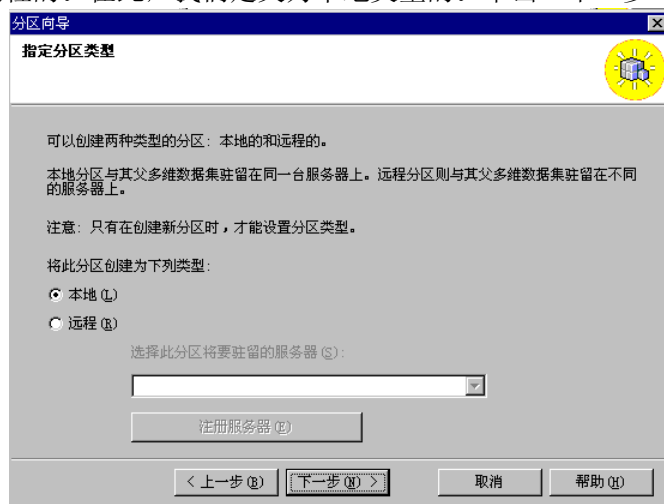 分区向导
指定分区类型
可以创建两种类型的分区: 本地的和远程的。
本地分区与其父多维数据集驻留在同一台服务器上。远程分区则与其父多维数据集驻留在不同
的服务器上。
注意: 只有在创建新分区时，才能设置分区类型。
将此分区创建为下列类型:
本地(L)
远程(R)
选择此分区将要驻留的服务器(S):
注册服务器(E)
< 上一步(B) 下一步(N) > 取消 帮助(H)